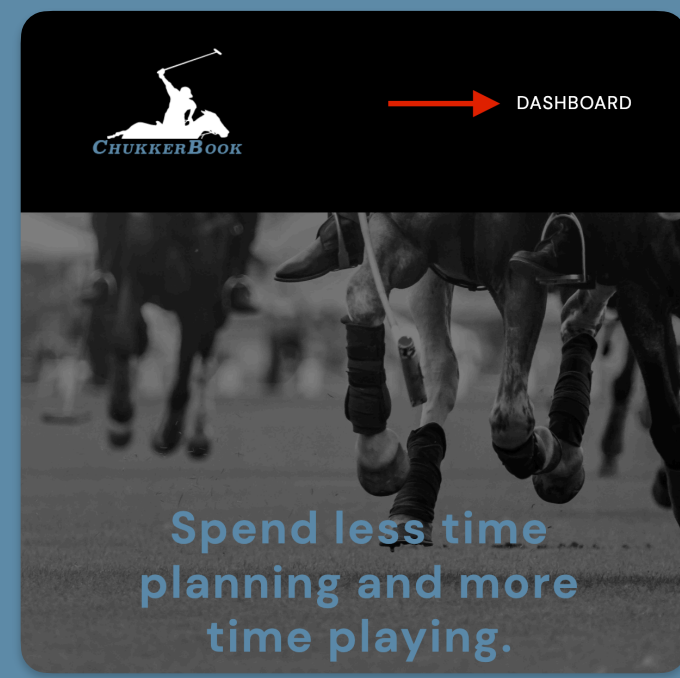 DASHBOARD
CHUKKERBOOK
Spend less time
planning and more
time playing.